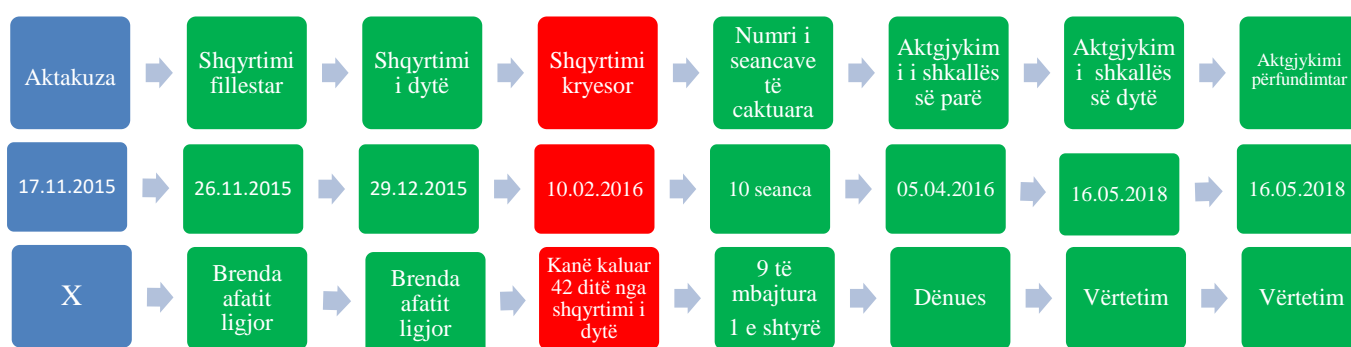 Aktakuza
Shqyrtimi
fillestar
Shqyrtimi
i dytë
Shqyrtimi
kryesor
Numri i
seancave
të
caktuara
Aktgjykim
i i shkallës
së parë
Aktgjykim
i shkallës
së dytë
Aktgjykimi
përfundimtar
17.11.2015
26.11.2015
29.12.2015
10.02.2016
10 seanca
05.04.2016
16.05.2018
16.05.2018
X
Brenda
afatit
ligjor
Brenda
afatit
ligjor
Kanë kaluar
42 ditë nga
shqyrtimi i
dytë
9 të
mbajtura
1 e shtyrë
Dënues
Vërtetim
Vërtetim